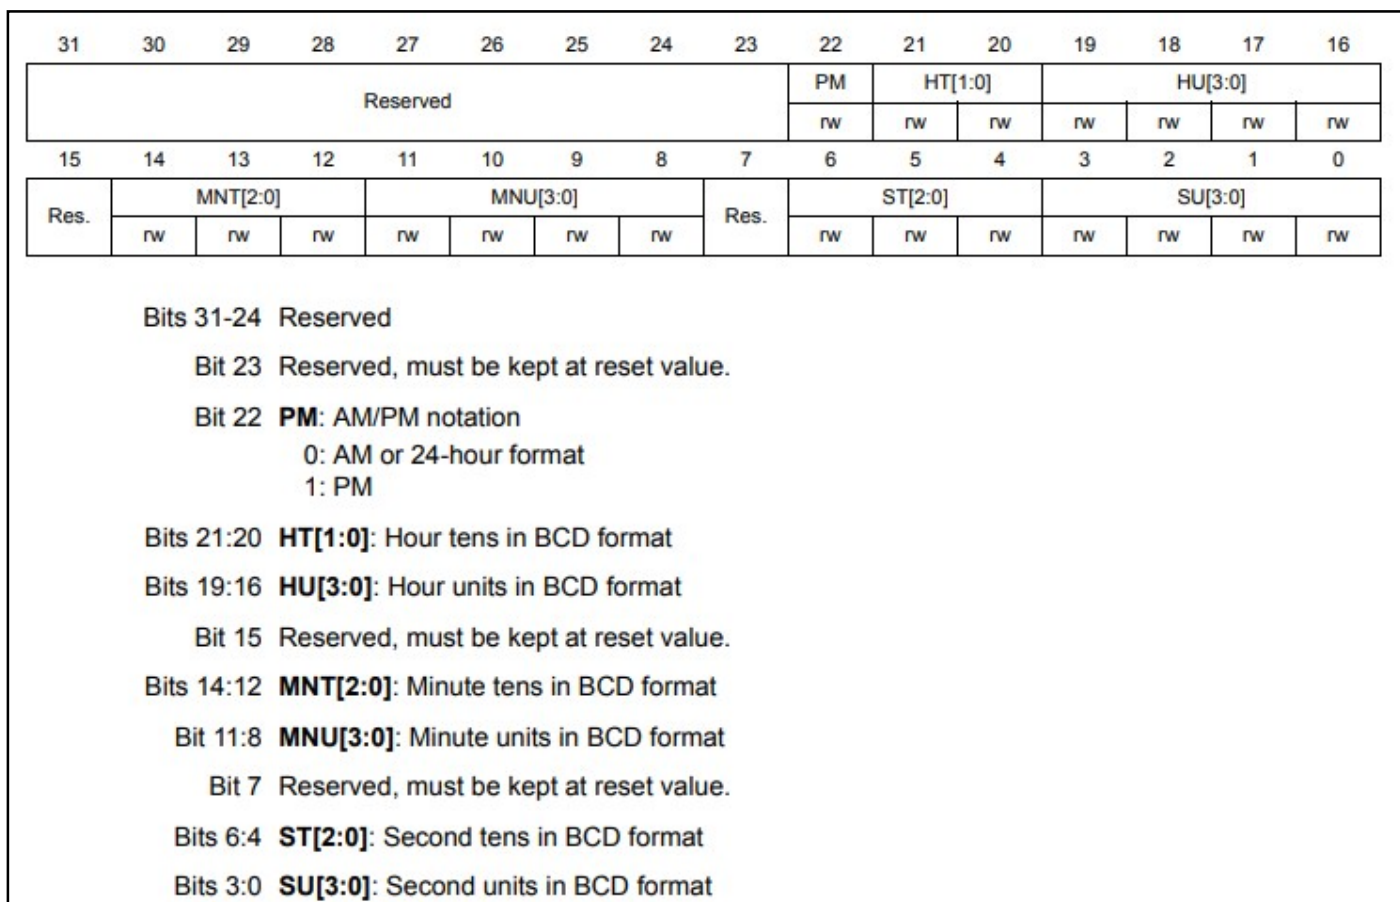 31 30 29 28 27 26 25 24 23 22 21 20 19 18 17 16
Reserved PM HT[1:0] HU[3:0]
rw rw rw rw rw rw rw
15 14 13 12 11 10 9 8 7 6 5 4 3 2 1 0
Res. MNT[2:0] MNU[3:0] Res. ST[2:0] SU[3:0]
rw rw rw rw rw rw rw rw rw rw rw rw rw rw
Bits 31-24 Reserved
Bit 23 Reserved, must be kept at reset value.
Bit 22 PM: AM/PM notation
0: AM or 24-hour format
1: PM
Bits 21:20 HT[1:0]: Hour tens in BCD format
Bits 19:16 HU[3:0]: Hour units in BCD format
Bit 15 Reserved, must be kept at reset value.
Bits 14:12 MNT[2:0]: Minute tens in BCD format
Bit 11:8 MNU[3:0]: Minute units in BCD format
Bit 7 Reserved, must be kept at reset value.
Bits 6:4 ST[2:0]: Second tens in BCD format
Bits 3:0 SU[3:0]: Second units in BCD format